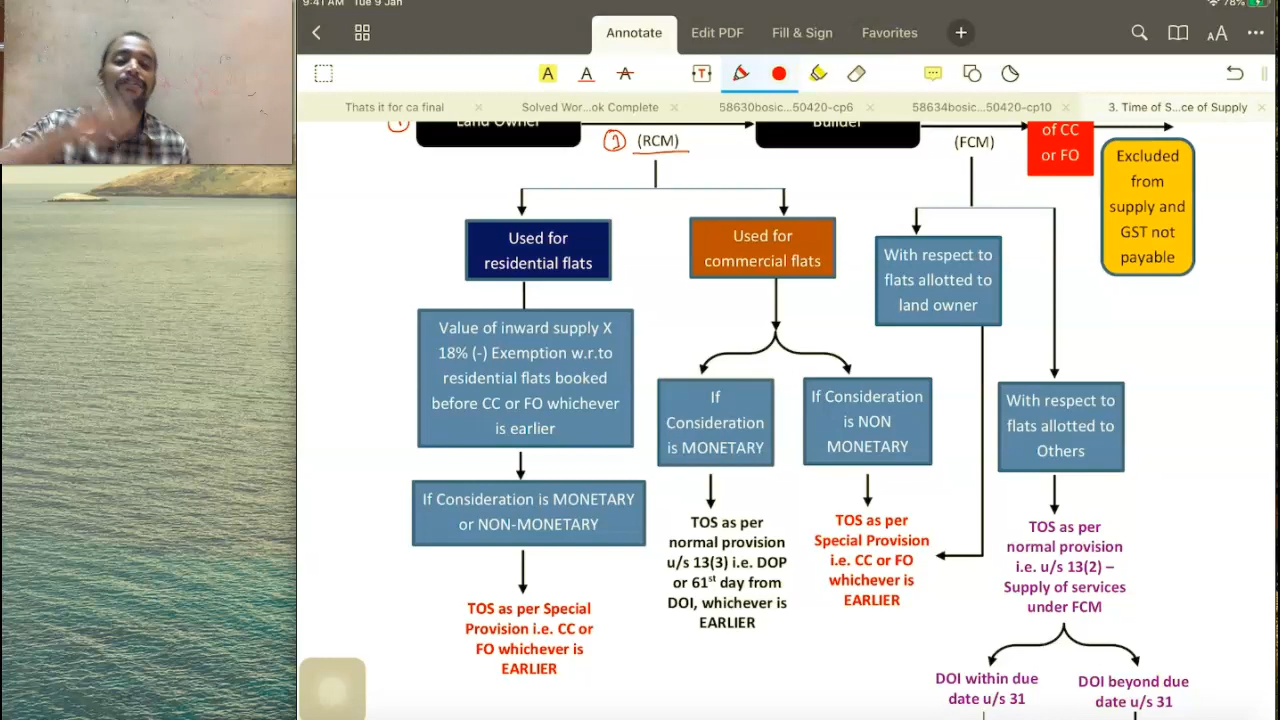 9:41 AM Tue 9 Jan
78%
Annotate
Edit PDF
Fill & Sign
Favorites
AA
A
A
A
T
Thats it for ca final
Solved Wor...ok Complete
58630bosic...50420-cp6
58634bosic...50420-cp10
3. Time of S...ce of Supply
Land Owner
Builder
of CC
or FO
(RCM)
(FCM)
Excluded
from
supply and
GST not
payable
Used for
residential flats
Used for
commercial flats
With respect to
flats allotted to
land owner
Value of inward supply X
18% (-) Exemption w.r.to
residential flats booked
before CC or FO whichever
is earlier
If
Consideration
is MONETARY
If Consideration
is NON
MONETARY
With respect to
flats allotted to
Others
If Consideration is MONETARY
or NON-MONETARY
TOS as per
normal provision
u/s 13(3) i.e. DOP
or 61st day from
DOI, whichever is
EARLIER
TOS as per
Special Provision
i.e. CC or FO
whichever is
EARLIER
TOS as per
normal provision
i.e. u/s 13(2) –
Supply of services
under FCM
TOS as per Special
Provision i.e. CC or
FO whichever is
EARLIER
DOI within due
date u/s 31
DOI beyond due
date u/s 31